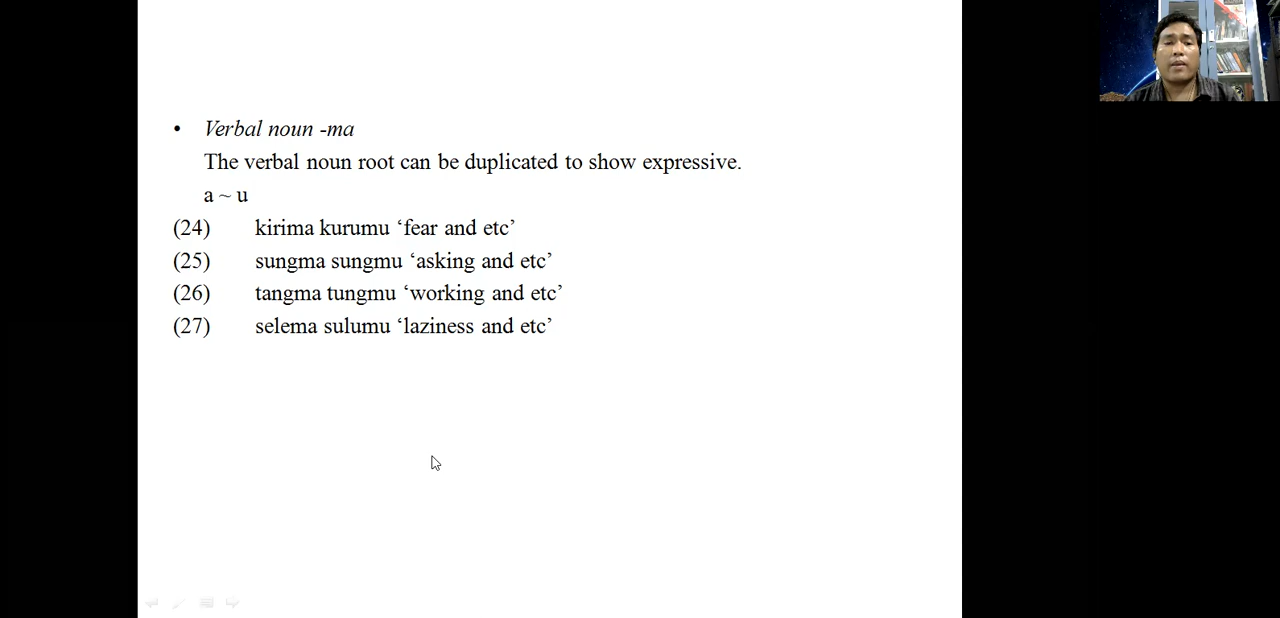 • Verbal noun -ma
The verbal noun root can be duplicated to show expressive.
a ~ u
(24) kirima kurumu ‘fear and etc’
(25) sungma sungmu ‘asking and etc’
(26) tangma tungmu ‘working and etc’
(27) selema sulumu ‘laziness and etc’